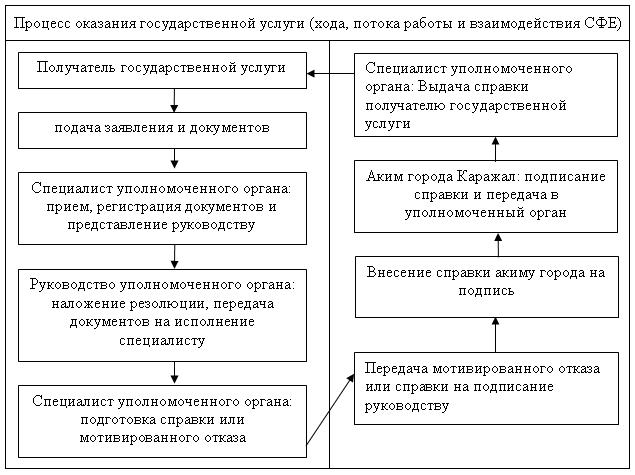 Процесс оказания государственной услуги (хода, потока работы и взаимодействия СФЕ)
Получатель государственной услуги
подача заявления и документов
Специалист уполномоченного органа:
прием, регистрация документов и
представление руководству
Руководство уполномоченного органа:
наложение резолюции, передача
документов на исполнение
специалисту
Специалист уполномоченного органа:
подготовка справки или
мотивированного отказа
Специалист уполномоченного
органа: Выдача справки
получателю государственной
услуги
Аким города Каражал: подписание
справки и передача в
уполномоченный орган
Внесение справки акиму города на
подпись
Передача мотивированного отказа
или справки на подписание
руководству